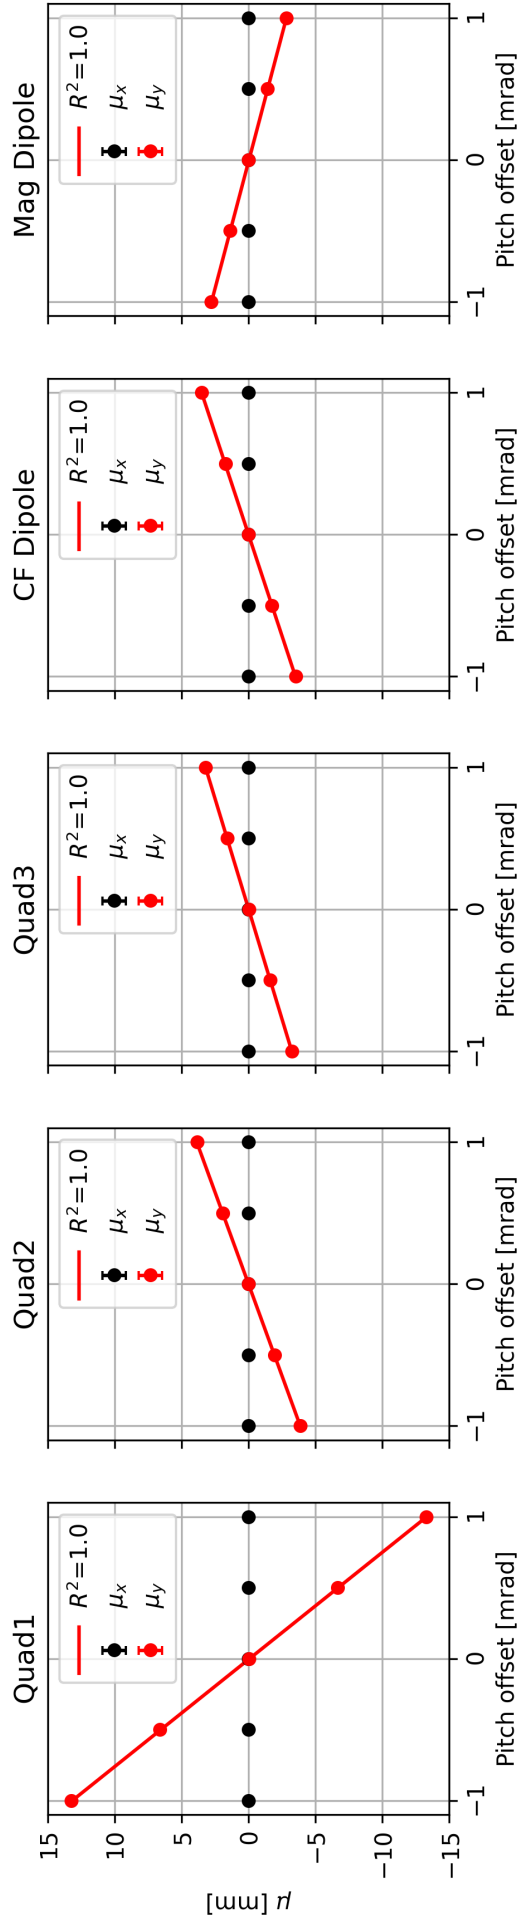 Quad1
R²=1.0
μx
μy
15
10
5
0
−5
−10
−15
μ [mm]
−1
0
1
Pitch offset [mrad]
Quad2
R²=1.0
μx
μy
−1
0
1
Pitch offset [mrad]
Quad3
R²=1.0
μx
μy
−1
0
1
Pitch offset [mrad]
CF Dipole
R²=1.0
μx
μy
−1
0
1
Pitch offset [mrad]
Mag Dipole
R²=1.0
μx
μy
−1
0
1
Pitch offset [mrad]